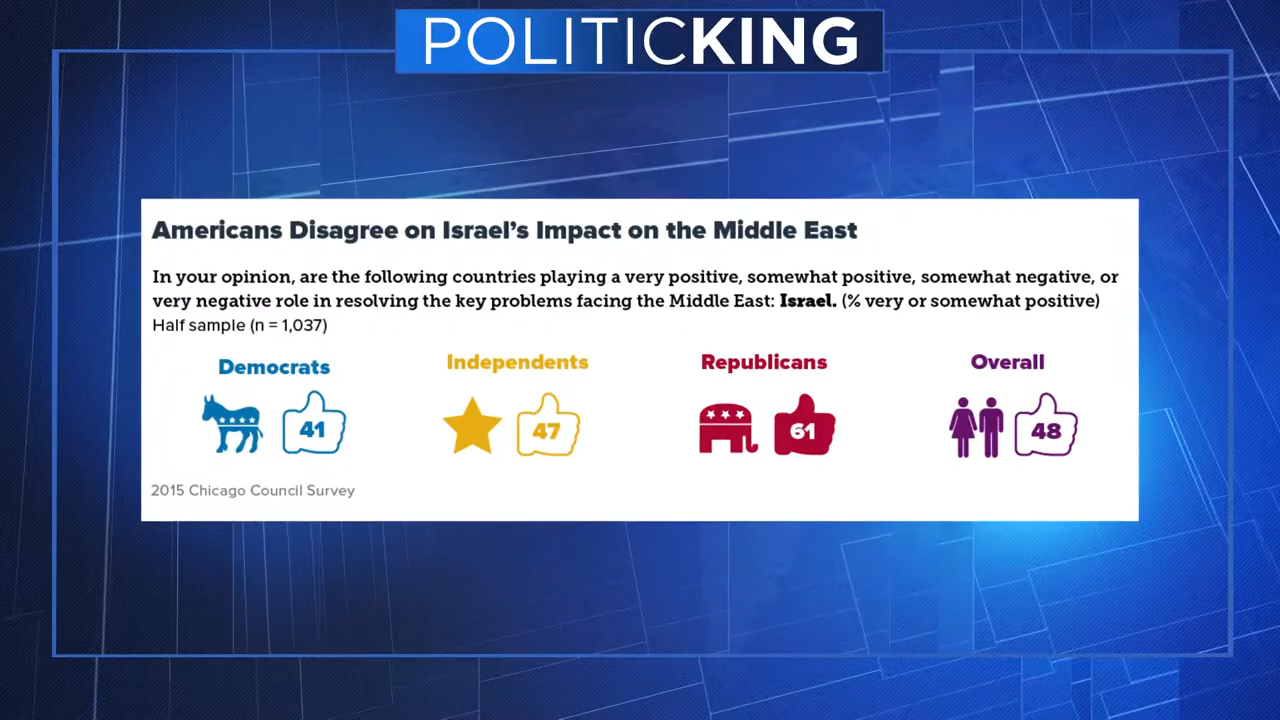 POLITICKING
Americans Disagree on Israel's Impact on the Middle East
In your opinion, are the following countries playing a very positive, somewhat positive, somewhat negative, or
very negative role in resolving the key problems facing the Middle East: Israel. (% very or somewhat positive)
Half sample (n = 1,037)
Democrats Independents Republicans Overall
41 47 61 48
2015 Chicago Council Survey